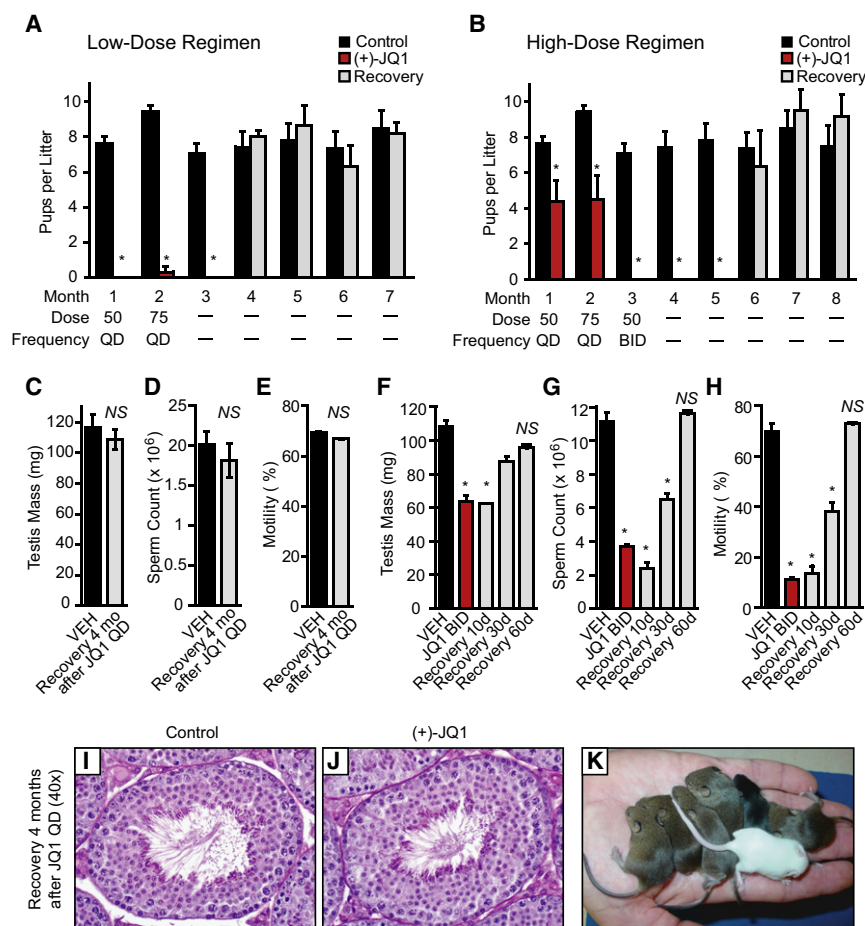 A
Low-Dose Regimen
Control
(+)-JQ1
Recovery
Pups per Litter
10
8
6
4
2
0
* * *
Month 1 2 3 4 5 6 7
Dose 50 75 — — — — —
Frequency QD QD — — — — —
B
High-Dose Regimen
Control
(+)-JQ1
Recovery
Pups per Litter
10
8
6
4
2
0
* * * * *
Month 1 2 3 4 5 6 7 8
Dose 50 75 50 — — — — —
Frequency QD QD BID — — — — —
C
NS
Testis Mass (mg)
120
100
80
60
40
20
0
VEH
Recovery 4 mo
after JQ1 QD
D
NS
Sperm Count (x 10⁶)
25
20
15
1
5
0
VEH
Recovery 4 mo
after JQ1 QD
E
NS
Motility ( %)
80
60
40
20
0
VEH
Recovery 4 mo
after JQ1 QD
F
NS
Testis Mass (mg)
120
100
80
60
40
20
0
* *
VEH
JQ1 BID
Recovery 10d
Recovery 30d
Recovery 60d
G
NS
Sperm Count (x 10⁶)
12
10
8
6
4
2
0
* * *
VEH
JQ1 BID
Recovery 10d
Recovery 30d
Recovery 60d
H
NS
Motility ( %)
80
60
40
20
0
* * *
VEH
JQ1 BID
Recovery 10d
Recovery 30d
Recovery 60d
Control
(+)-JQ1
Recovery 4 months
after JQ1 QD (40x)
I
J
K